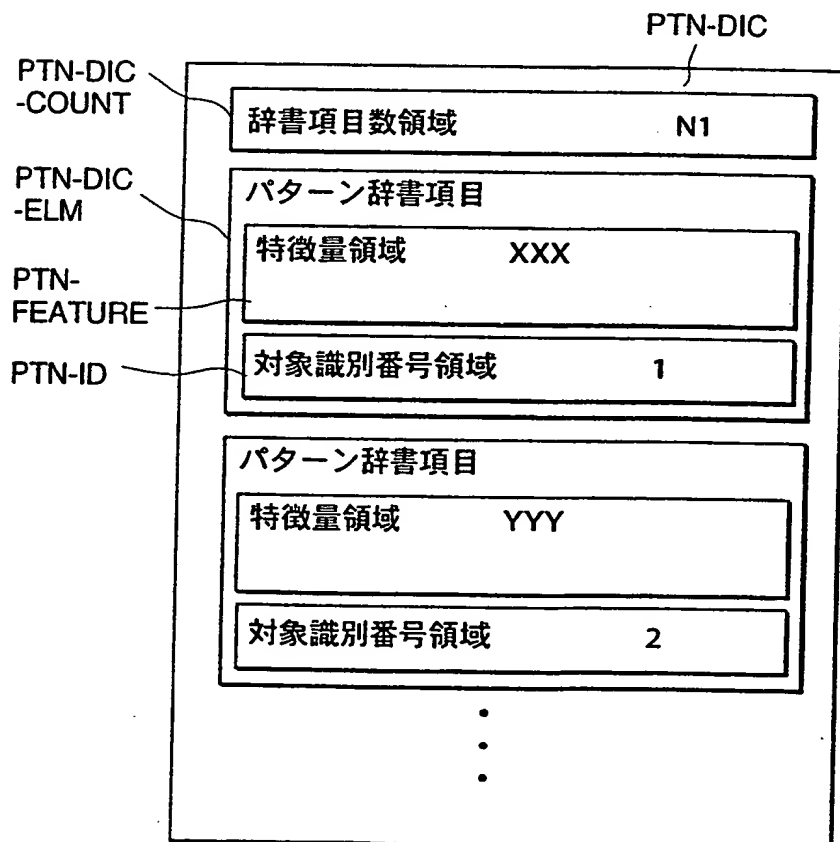 PTN-DIC
PTN-DIC
-COUNT
辞書項目数領域 N1
PTN-DIC
-ELM
パターン辞書項目
特徴量領域 XXX
PTN-
FEATURE
PTN-ID
対象識別番号領域 1
パターン辞書項目
特徴量領域 YYY
対象識別番号領域 2